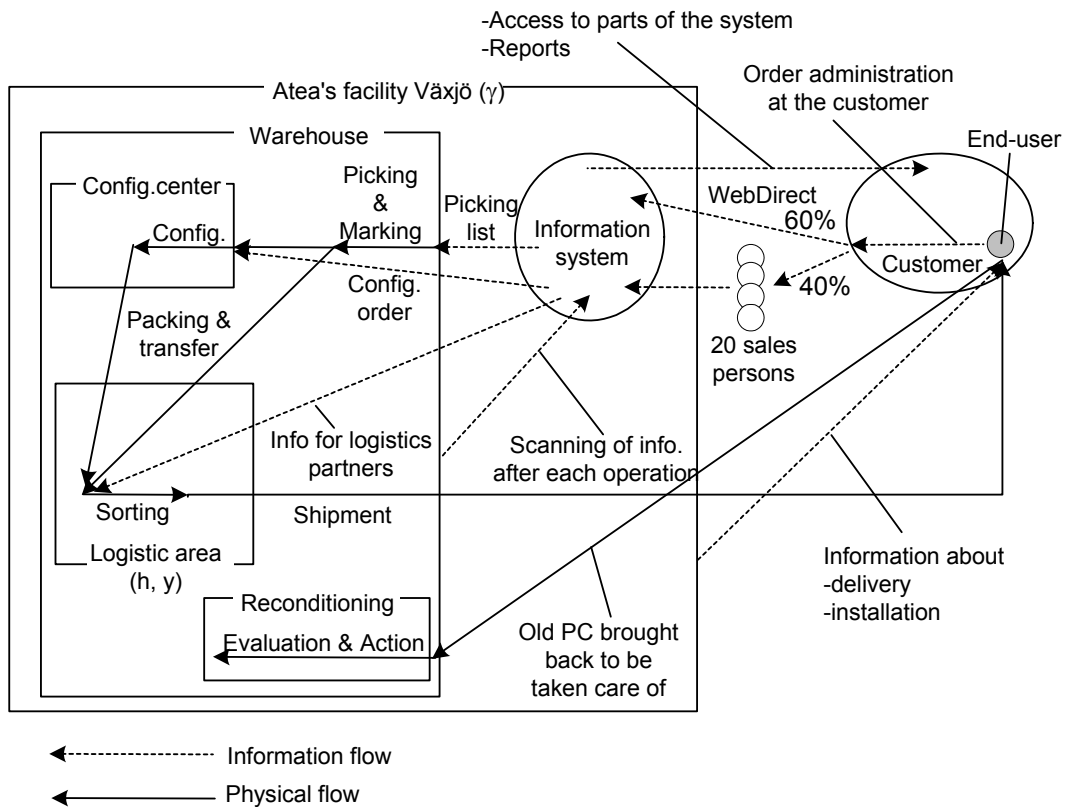 -Access to parts of the system
-Reports
Order administration
at the customer
End-user
Atea's facility Växjö (γ)
Warehouse
Config.center
Config.
Picking
&
Marking
Picking
list
Information
system
WebDirect
60%
Customer
40%
Config.
order
20 sales
persons
Packing &
transfer
Info for logistics
partners
Scanning of info.
after each operation
Sorting
Shipment
Logistic area
(h, y)
Information about
-delivery
-installation
Reconditioning
Evaluation & Action
Old PC brought
back to be
taken care of
Information flow
Physical flow